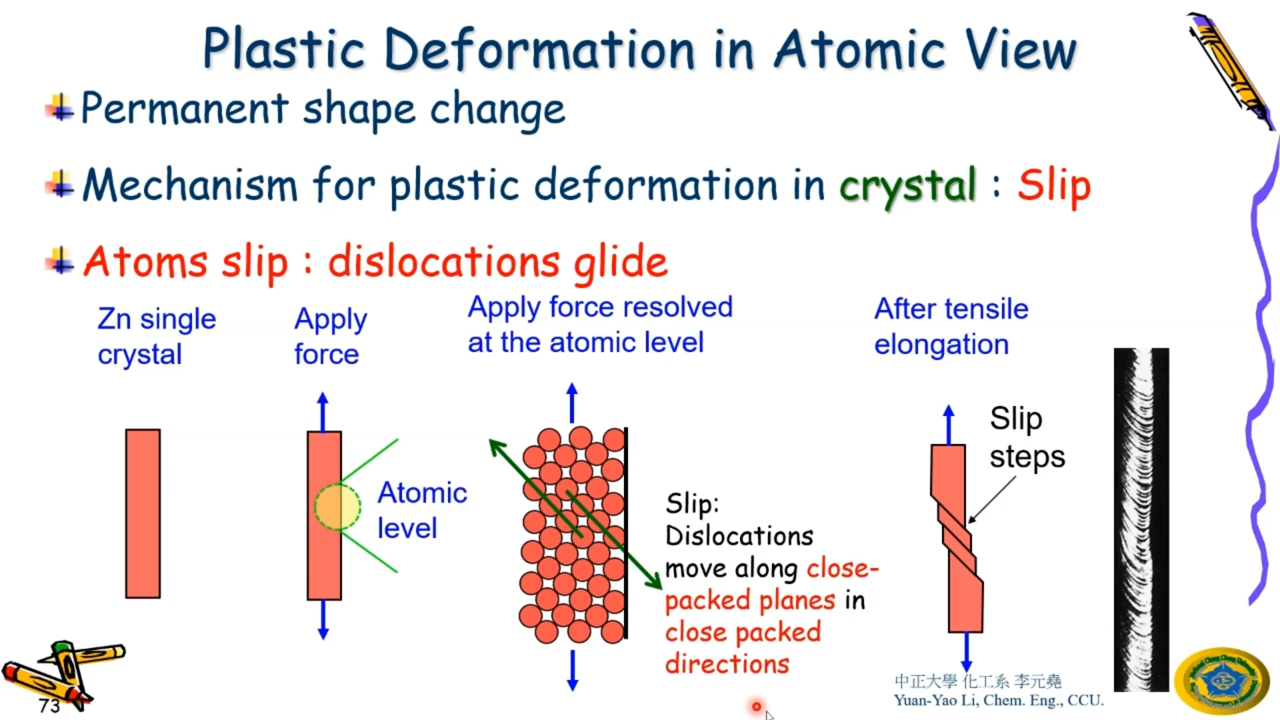 Plastic Deformation in Atomic View
Permanent shape change
Mechanism for plastic deformation in crystal : Slip
Atoms slip : dislocations glide
Zn single
crystal
Apply
force
Apply force resolved
at the atomic level
After tensile
elongation
Atomic
level
Slip:
Dislocations
move along close-
packed planes in
close packed
directions
Slip
steps
中正大學 化工系 李元堯
Yuan-Yao Li, Chem. Eng., CCU.
73